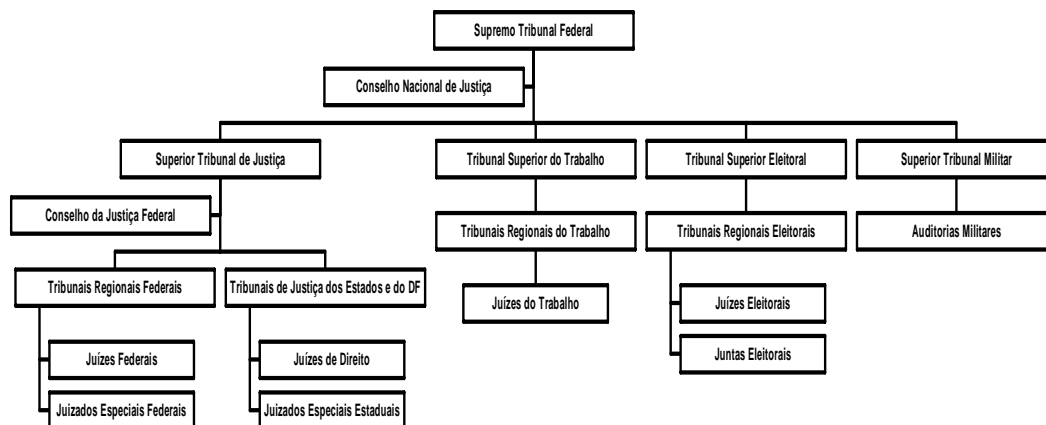 Supremo Tribunal Federal
Conselho Nacional de Justiça
Superior Tribunal de Justiça
Tribunal Superior do Trabalho
Tribunal Superior Eleitoral
Superior Tribunal Militar
Conselho da Justiça Federal
Tribunais Regionais do Trabalho
Tribunais Regionais Eleitorais
Auditorias Militares
Tribunais Regionais Federais
Tribunais de Justiça dos Estados e do DF
Juízes do Trabalho
Juízes Eleitorais
Juízes Federais
Juízes de Direito
Juntas Eleitorais
Juizados Especiais Federais
Juizados Especiais Estaduais